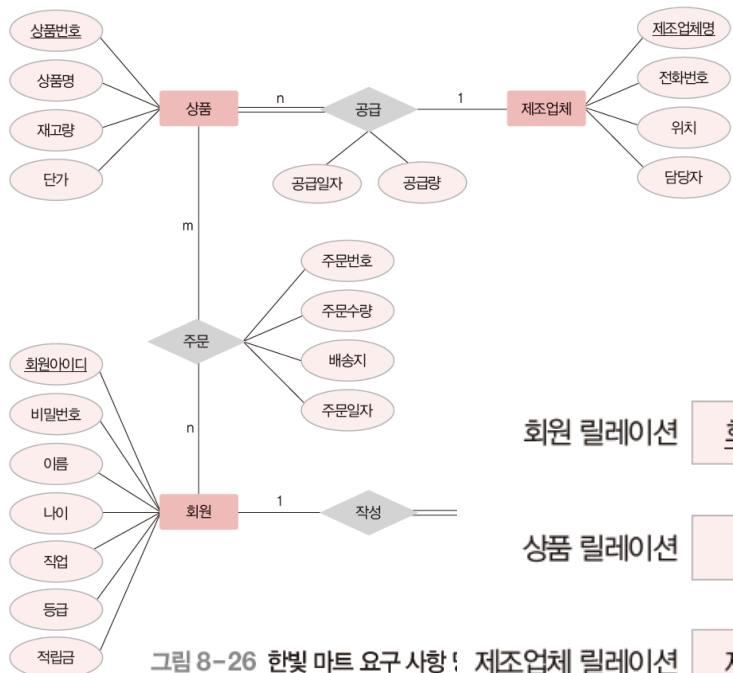 상품번호
상품명
재고량
단가
상품
n
공급
1
제조업체
공급일자
공급량
제조업체명
전화번호
위치
담당자
m
주문
주문번호
주문수량
배송지
주문일자
n
회원아이디
비밀번호
이름
나이
직업
등급
적립금
회원
1
작성
회원 릴레이션
상품 릴레이션
그림 8-26 한빛 마트 요구 사항
제조업체 릴레이션